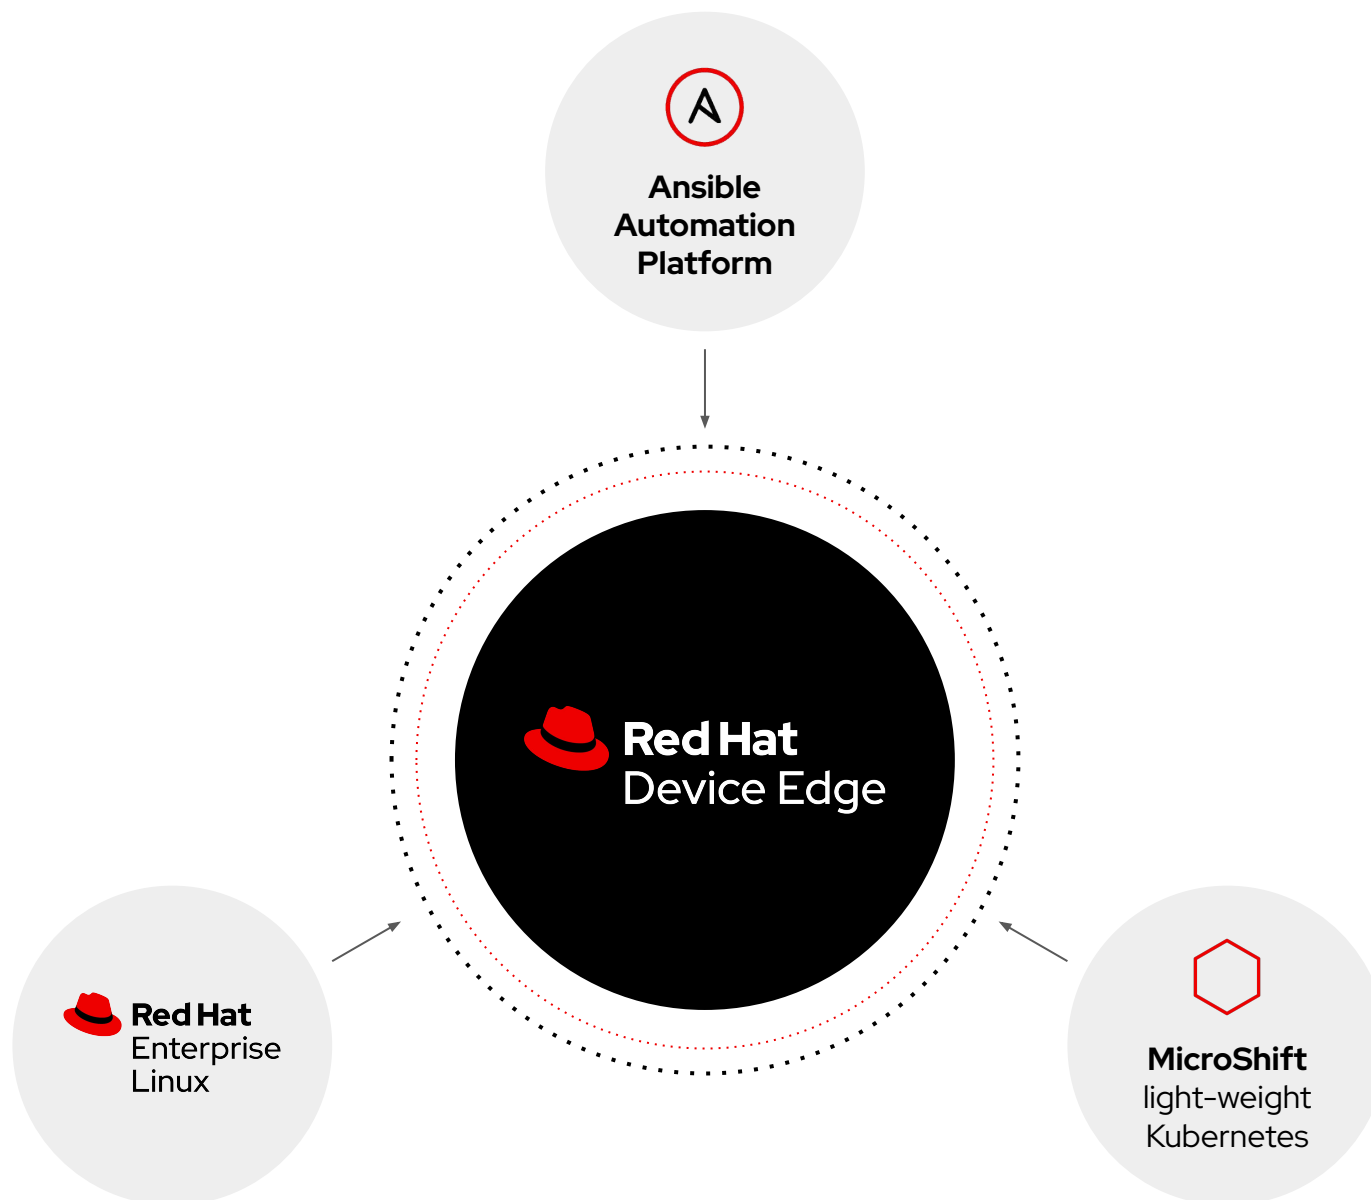 Ansible
Automation
Platform
Red Hat
Device Edge
Red Hat
Enterprise
Linux
MicroShift
light-weight
Kubernetes